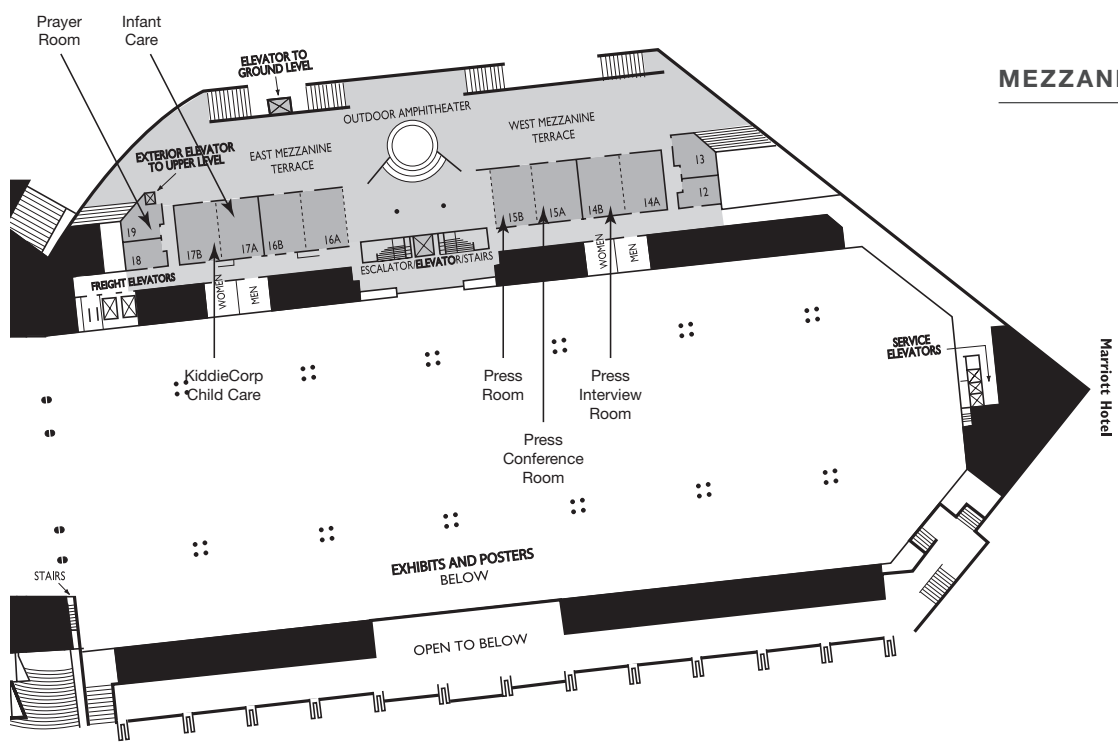 Prayer
Room
Infant
Care
ELEVATOR TO
GROUND LEVEL
MEZZANI
OUTDOOR AMPHITHEATER
WEST MEZZANINE
TERRACE
EAST MEZZANINE
TERRACE
EXTERIOR ELEVATOR
TO UPPER LEVEL
13
12
19
18
17B
17A
16B
16A
15B
15A
14B
14A
ESCALATOR/ELEVATOR/STAIRS
FREIGHT ELEVATORS
WOMEN
MEN
WOMEN
MEN
KiddieCorp
Child Care
Press
Room
Press
Interview
Room
Press
Conference
Room
SERVICE
ELEVATORS
Marriott Hotel
EXHIBITS AND POSTERS
BELOW
STAIRS
OPEN TO BELOW